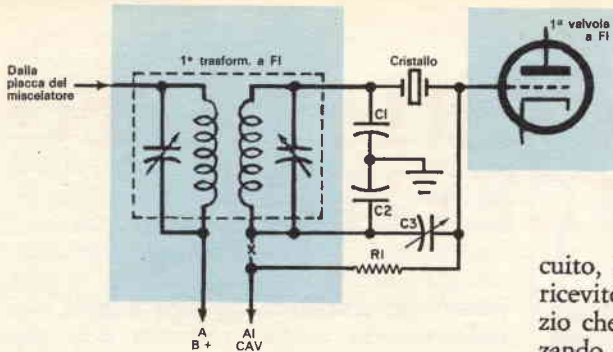 1ª valvola
a FI
1° trasform. a FI
Cristallo
Dalla
placca del
miscelatore
C1
C2
C3
X
R1
A
B +
AI
CAV
cuito,
ricevito
zio che
zando